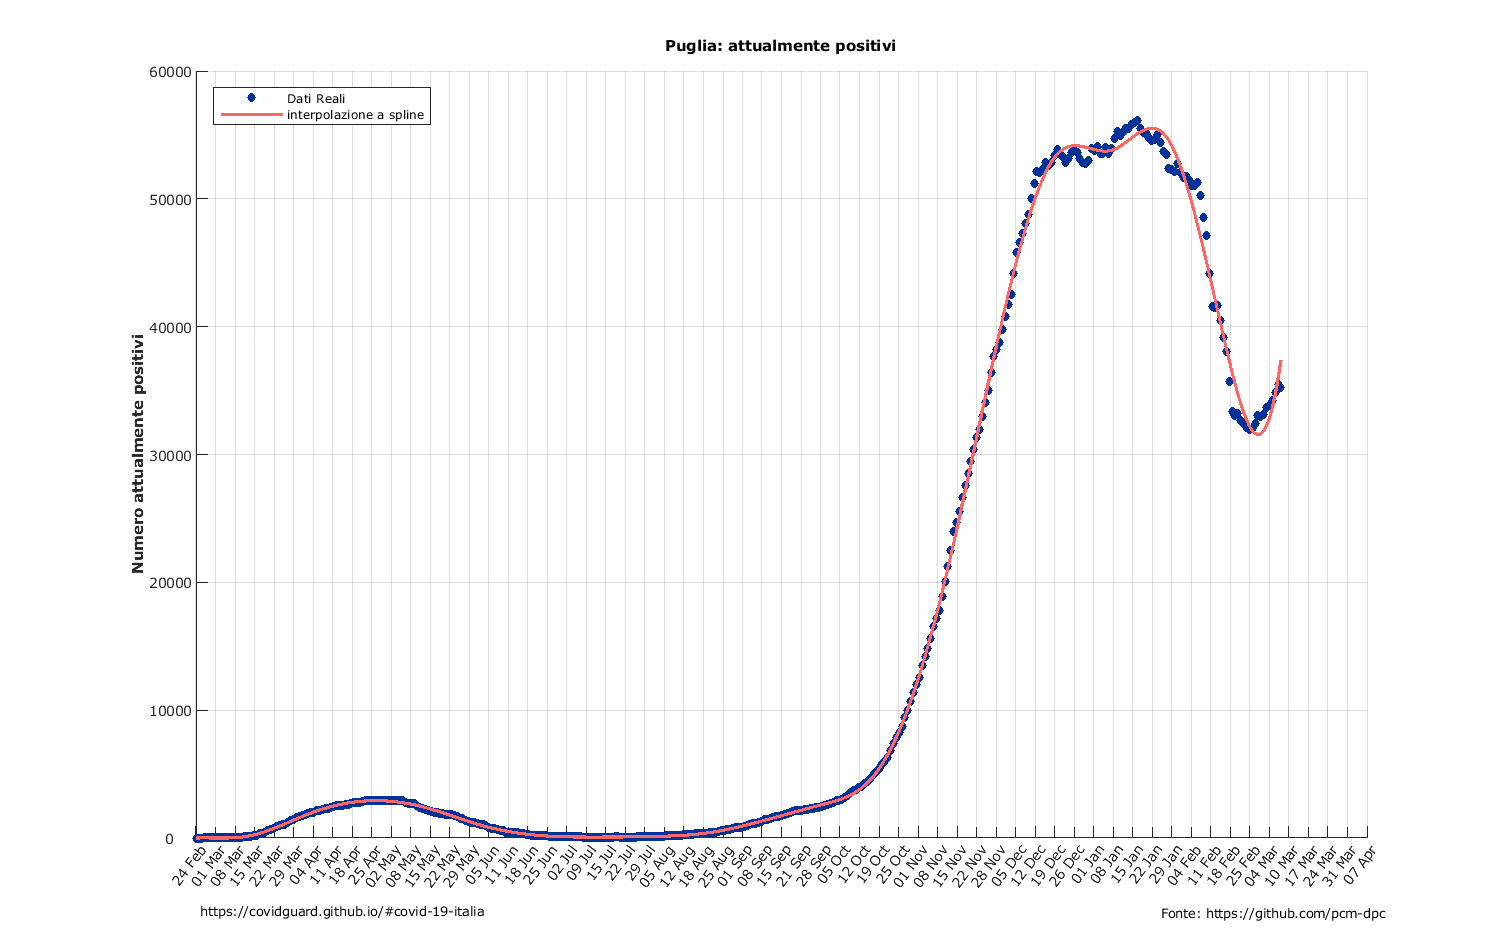 Puglia: attualmente positivi
60000
50000
40000
30000
20000
10000
0
Numero attualmente positivi
Dati Reali
interpolazione a spline
24 Feb
01 Mar
08 Mar
15 Mar
22 Mar
29 Mar
04 Apr
11 Apr
18 Apr
25 Apr
02 May
08 May
15 May
22 May
29 May
05 Jun
11 Jun
18 Jun
25 Jun
02 Jul
09 Jul
15 Jul
22 Jul
29 Jul
05 Aug
12 Aug
18 Aug
25 Aug
01 Sep
08 Sep
15 Sep
21 Sep
28 Sep
05 Oct
12 Oct
19 Oct
25 Oct
01 Nov
08 Nov
15 Nov
22 Nov
28 Nov
05 Dec
12 Dec
19 Dec
26 Dec
01 Jan
08 Jan
15 Jan
22 Jan
29 Jan
04 Feb
11 Feb
18 Feb
25 Feb
04 Mar
10 Mar
17 Mar
24 Mar
31 Mar
07 Apr
https://covidguard.github.io/#covid-19-italia
Fonte: https://github.com/pcm-dpc